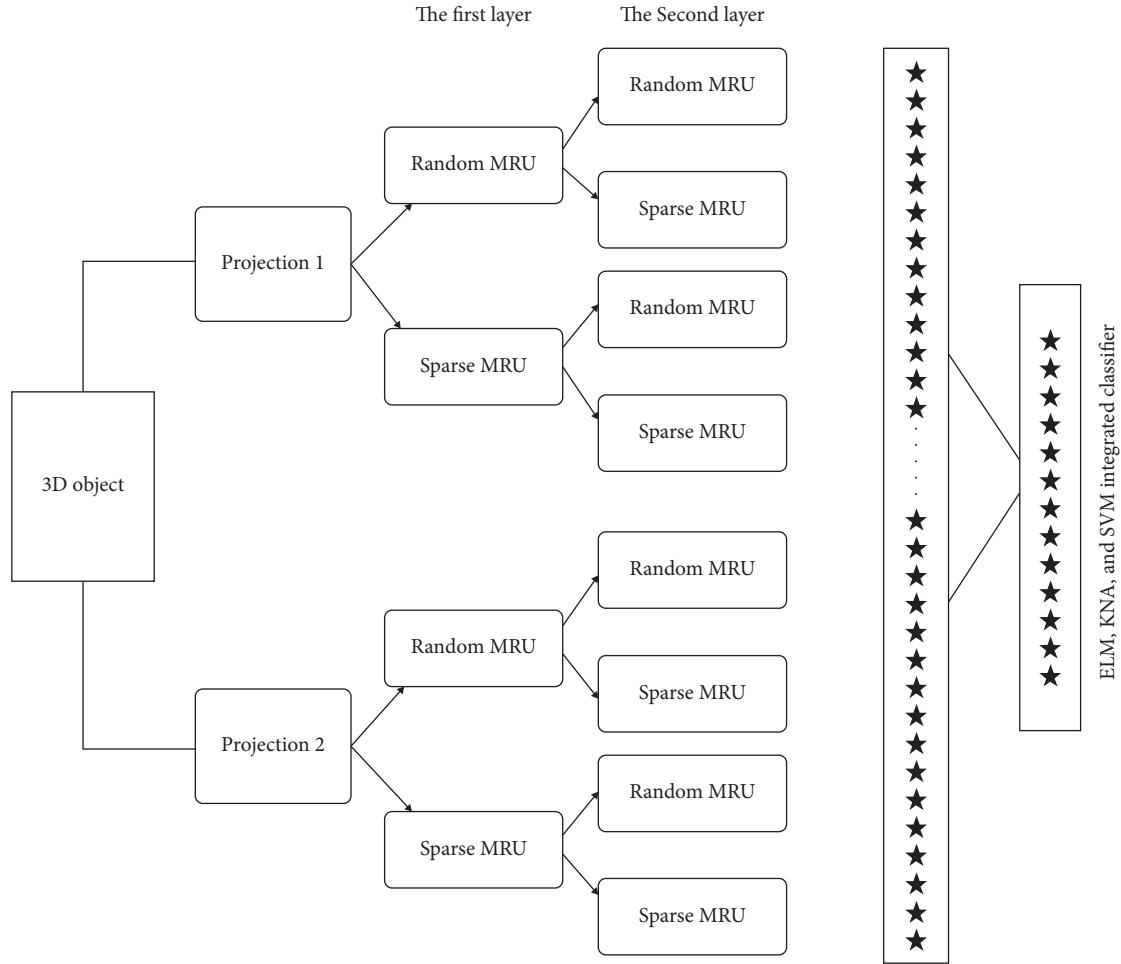 The first layer
The Second layer
Random MRU
Random MRU
Sparse MRU
Projection 1
Random MRU
Sparse MRU
Sparse MRU
3D object
Random MRU
Random MRU
Sparse MRU
Projection 2
Random MRU
Sparse MRU
Sparse MRU
ELM, KNA, and SVM integrated classifier